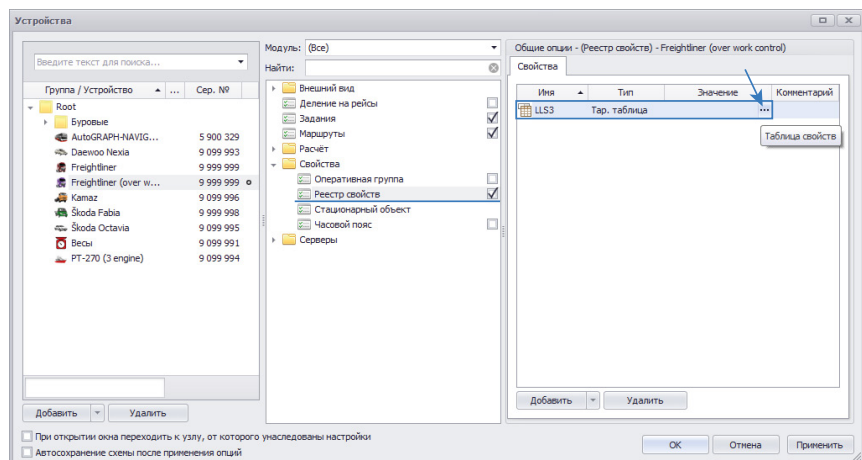 Устройства
Введите текст для поиска...
Группа / Устройство ... Сер. №
Root
Буровые
AutoGRAPH-NAVIG... 5 900 329
Daewoo Nexia 9 099 993
Freightliner 9 999 999
Freightliner (over w... 9 999 999
Kamaz 9 099 996
Škoda Fabia 9 999 998
Škoda Octavia 9 099 995
Весы 9 099 991
PT-270 (3 engine) 9 099 994
Добавить Удалить
Модуль: (Все)
Найти:
Внешний вид
Деление на рейсы
Задания
Маршруты
Расчёт
Свойства
Оперативная группа
Реестр свойств
Стационарный объект
Часовой пояс
Серверы
Общие опции - (Реестр свойств) - Freightliner (over work control)
Свойства
Имя Тип Значение Комментарий
LLS3 Тар. таблица ...
Таблица свойств
Добавить Удалить
При открытии окна переходить к узлу, от которого унаследованы настройки
Автосохранение схемы после применения опций
ОК Отмена Применить